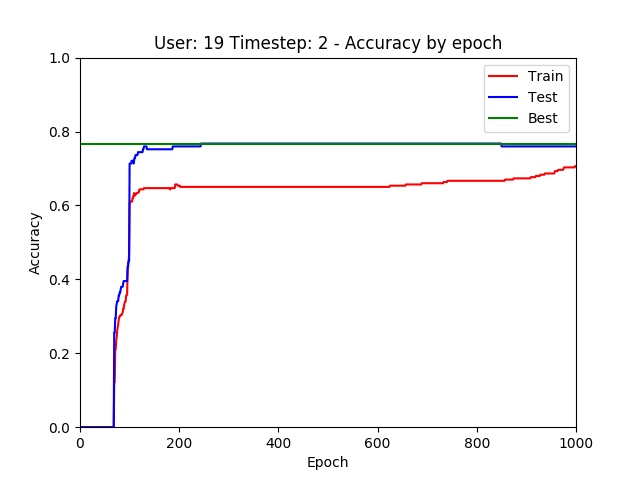 User: 19 Timestep: 2 - Accuracy by epoch
1.0
0.8
0.6
0.4
0.2
0.0
Accuracy
Train
Test
Best
0 200 400 600 800 1000
Epoch